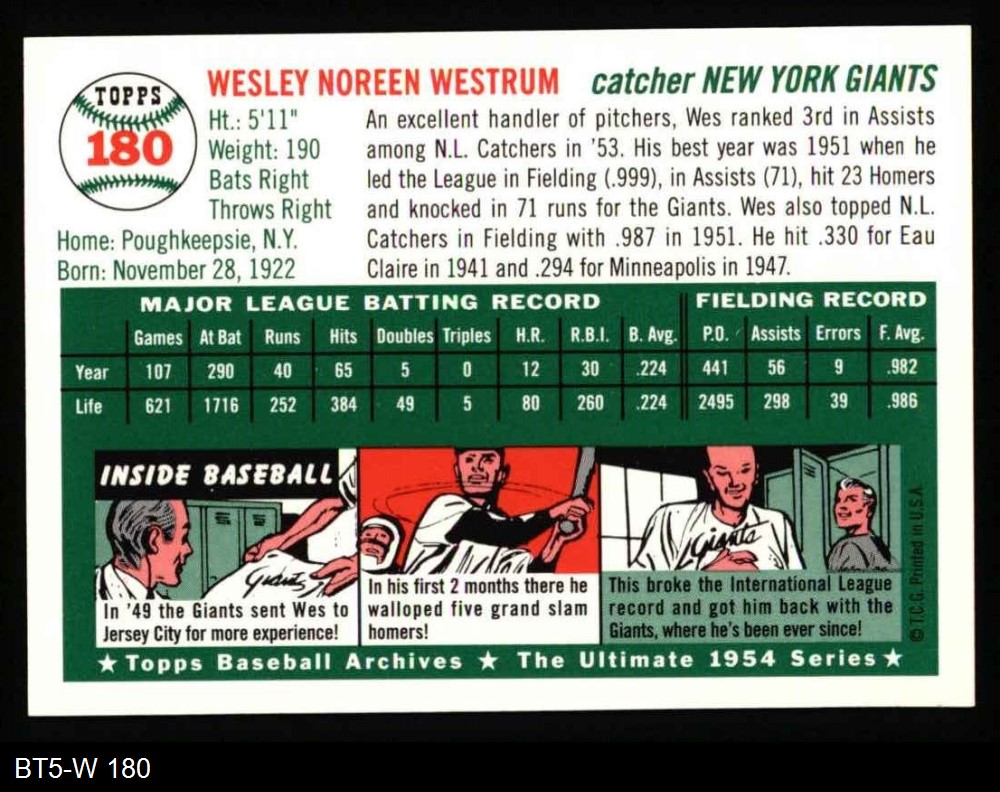 TOPPS
180
WESLEY NOREEN WESTRUM catcher NEW YORK GIANTS
Ht.: 5'11"
Weight: 190
Bats Right
Throws Right
Home: Poughkeepsie, N.Y.
Born: November 28, 1922
An excellent handler of pitchers, Wes ranked 3rd in Assists
among N.L. Catchers in '53. His best year was 1951 when he
led the League in Fielding (.999), in Assists (71), hit 23 Homers
and knocked in 71 runs for the Giants. Wes also topped N.L.
Catchers in Fielding with .987 in 1951. He hit .330 for Eau
Claire in 1941 and .294 for Minneapolis in 1947.
MAJOR LEAGUE BATTING RECORD FIELDING RECORD
Games At Bat Runs Hits Doubles Triples H.R. R.B.I. B. Avg. P.O. Assists Errors F. Avg.
Year 107 290 40 65 5 0 12 30 .224 441 56 9 .982
Life 621 1716 252 384 49 5 80 260 .224 2495 298 39 .986
INSIDE BASEBALL
Giants
In '49 the Giants sent Wes to
Jersey City for more experience!
In his first 2 months there he
walloped five grand slam
homers!
Giants
This broke the International League
record and got him back with the
Giants, where he's been ever since!
© T.C.G. Printed in U.S.A.
★ Topps Baseball Archives ★ The Ultimate 1954 Series ★
BT5-W 180